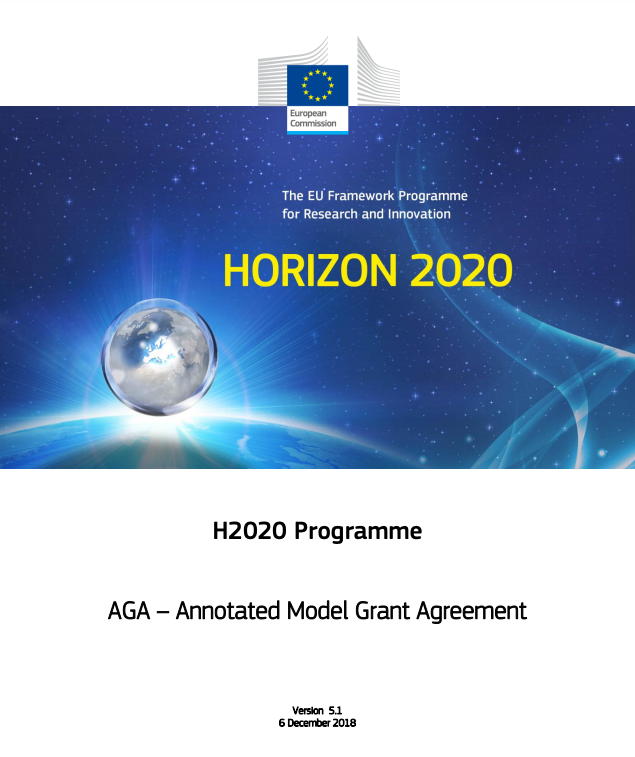 European
Commission
The EU Framework Programme
for Research and Innovation
HORIZON 2020
H2020 Programme
AGA – Annotated Model Grant Agreement
Version 5.1
6 December 2018